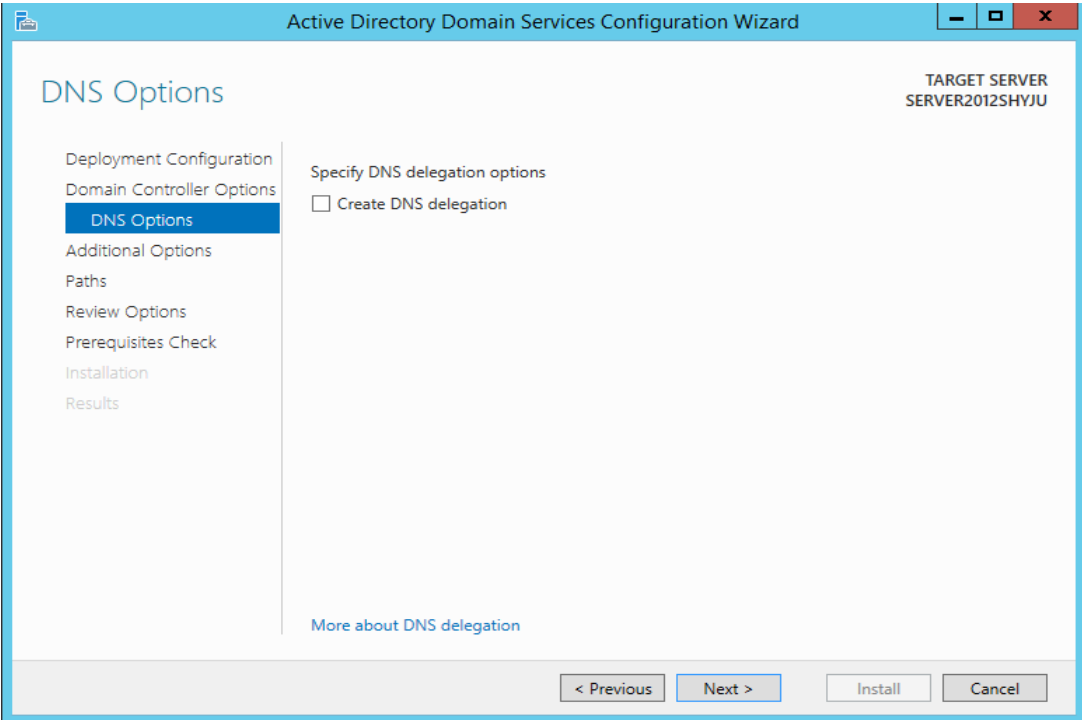 Active Directory Domain Services Configuration Wizard
DNS Options
TARGET SERVER
SERVER2012SHYJU
Deployment Configuration
Domain Controller Options
DNS Options
Additional Options
Paths
Review Options
Prerequisites Check
Installation
Results
Specify DNS delegation options
Create DNS delegation
More about DNS delegation
< Previous
Next >
Install
Cancel